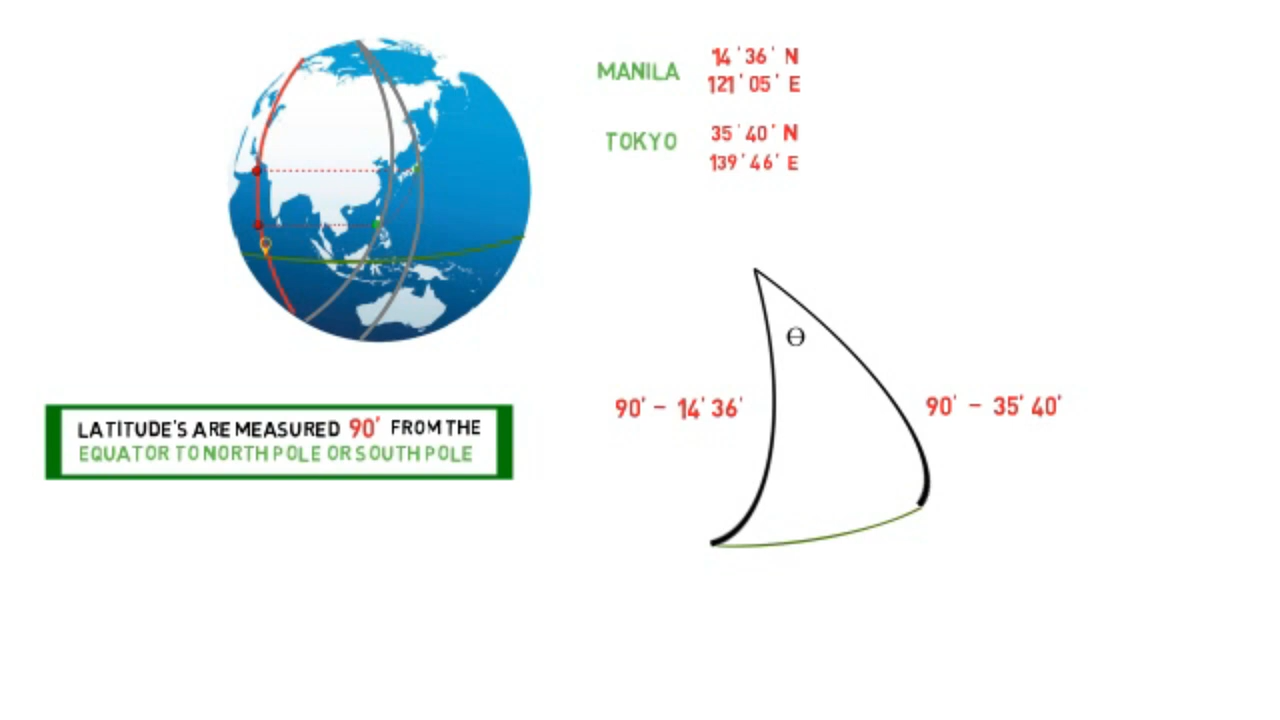 MANILA
14'36' N
121'05' E
TOKYO
35'40' N
139'46' E
θ
90' - 14'36'
90' - 35'40'
LATITUDE'S ARE MEASURED 90' FROM THE
EQUATOR TO NORTH POLE OR SOUTH POLE